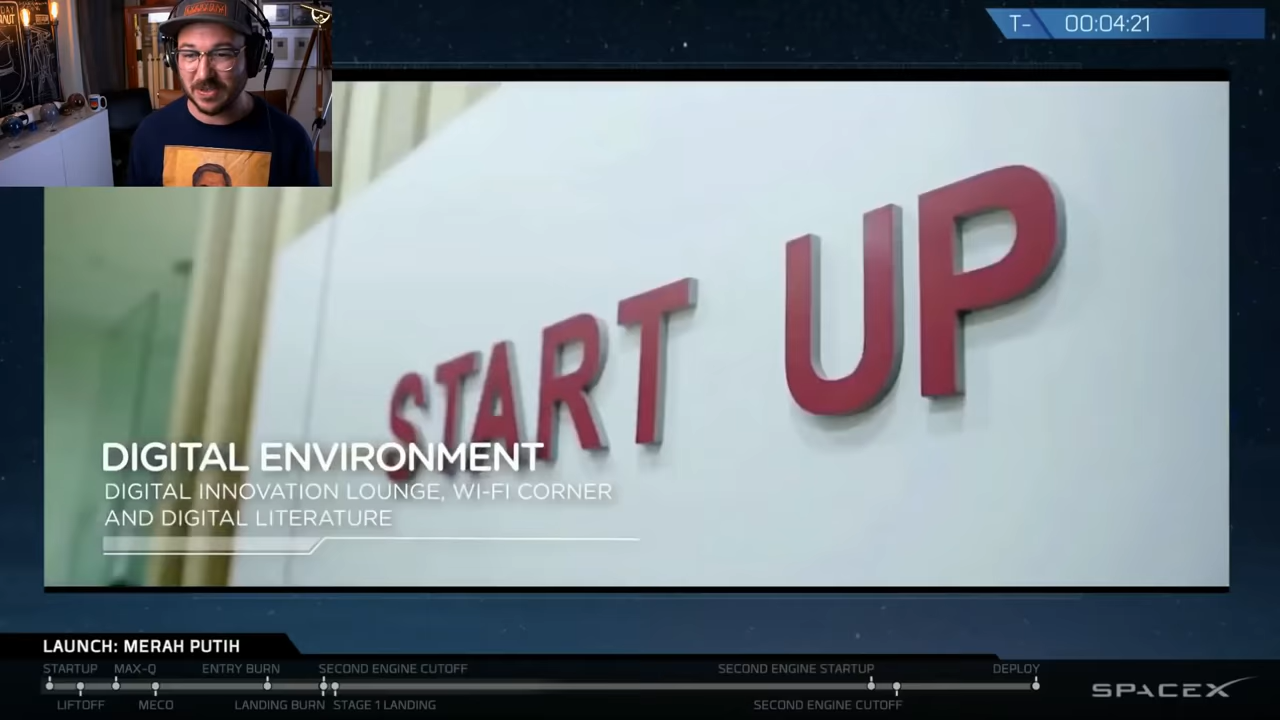 T- 00:04:21
START UP
DIGITAL ENVIRONMENT
DIGITAL INNOVATION LOUNGE, WI-FI CORNER
AND DIGITAL LITERATURE
LAUNCH: MERAH PUTIH
STARTUP MAX-Q ENTRY BURN SECOND ENGINE CUTOFF SECOND ENGINE STARTUP DEPLOY
LIFTOFF MECO LANDING BURN STAGE 1 LANDING SECOND ENGINE CUTOFF
SPACEX